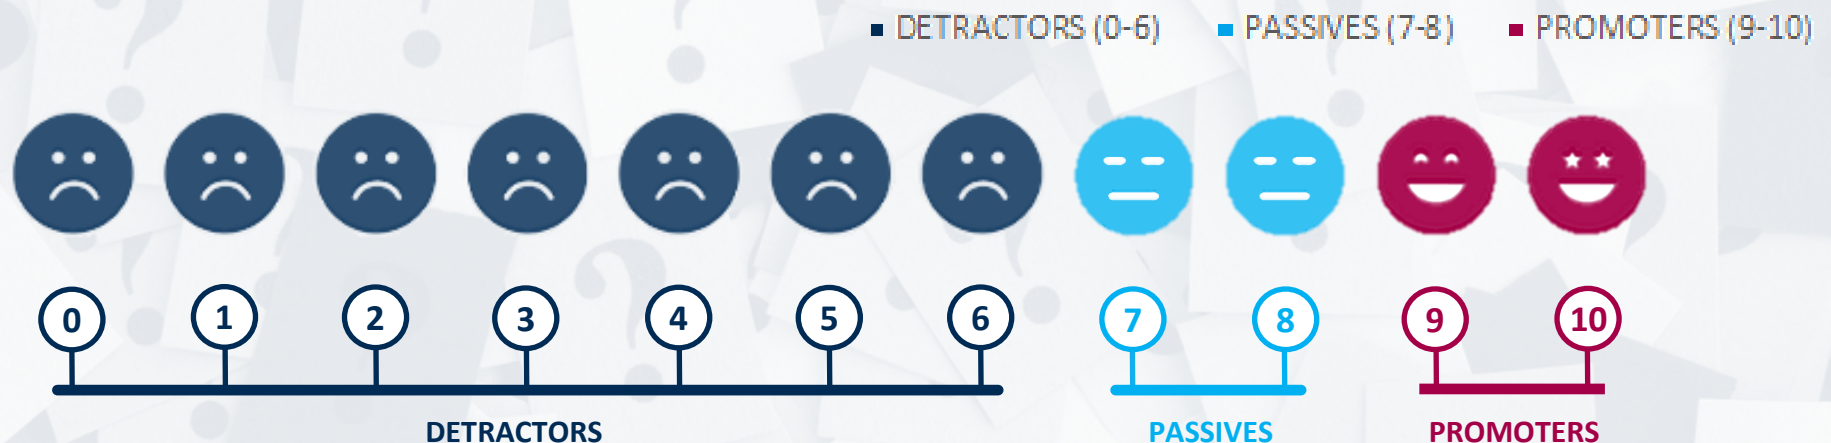 DETRACTORS (0-6) PASSIVES (7-8) PROMOTERS (9-10)
0 1 2 3 4 5 6 7 8 9 10
DETRACTORS PASSIVES PROMOTERS